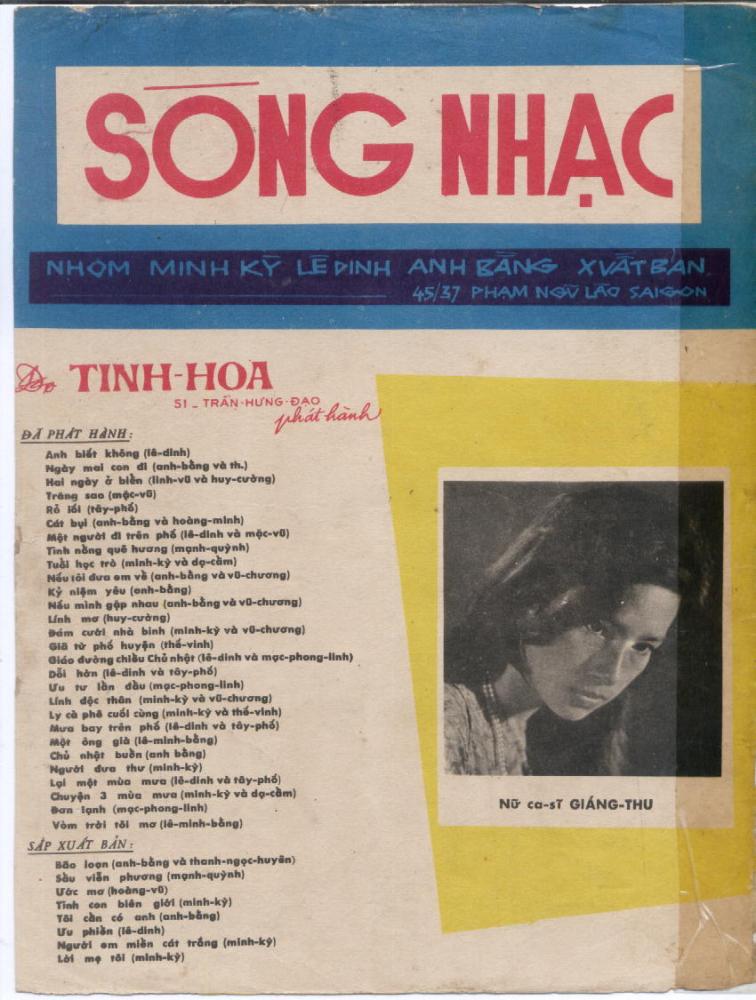 SÓNG NHẠC
NHÓM MINH KỲ LÊ DINH ANH BẰNG XUẤT BẢN
45/37 PHẠM NGŨ LÃO SAIGON
Do TINH-HOA
51 - TRẦN-HƯNG-ĐẠO
phát hành
ĐÃ PHÁT HÀNH:
Anh biết không (lê-dinh)
Ngày mai con đi (anh-bằng và th.)
Hai ngày ở biển (linh-vũ và huy-cường)
Trăng sao (mặc-vũ)
Rỏ lối (tây-phố)
Cát bụi (anh-bằng và hoàng-minh)
Một người đi trên phố (lê-dinh và mặc-vũ)
Tình nồng quê hương (mạnh-quỳnh)
Tuổi học trò (minh-kỳ và dạ-cầm)
Nếu tôi đưa em về (anh-bằng và vũ-chương)
Kỷ niệm yêu (anh-bằng)
Nếu mình gặp nhau (anh-bằng và vũ-chương)
Lính mơ (huy-cường)
Đám cưới nhà binh (minh-kỳ và vũ-chương)
Giã từ phố huyện (thế-vinh)
Giáo đường chiều Chủ nhật (lê-dinh và mạc-phong-linh)
Dỗi hờn (lê-dinh và tây-phố)
Ưu tư lần đầu (mạc-phong-linh)
Lính độc thân (minh-kỳ và vũ-chương)
Ly cà phê cuối cùng (minh-kỳ và thế-vinh)
Mưa bay trên phố (lê-dinh và tây-phố)
Một ông già (lê-minh-bằng)
Chủ nhật buồn (anh bằng)
Người đưa thư (minh-kỳ)
Lại một mùa mưa (lê-dinh và tây-phố)
Chuyện 3 mùa mưa (minh-kỳ và dạ-cầm)
Đơn lạnh (mạc-phong-linh)
Vòm trời tôi mơ (lê-minh-bằng)
SẮP XUẤT BẢN:
Bão loạn (anh-bằng và thanh-ngọc-huyên)
Sầu viễn phương (mạnh-quỳnh)
Ước mơ (hoàng-vũ)
Tình con biên giới (minh-kỳ)
Tôi cần có anh (anh-bằng)
Ưu phiền (lê-dinh)
Người em miền cát trắng (minh-kỳ)
Lời mẹ tôi (minh-kỳ)
Nữ ca-sĩ GIÁNG-THU